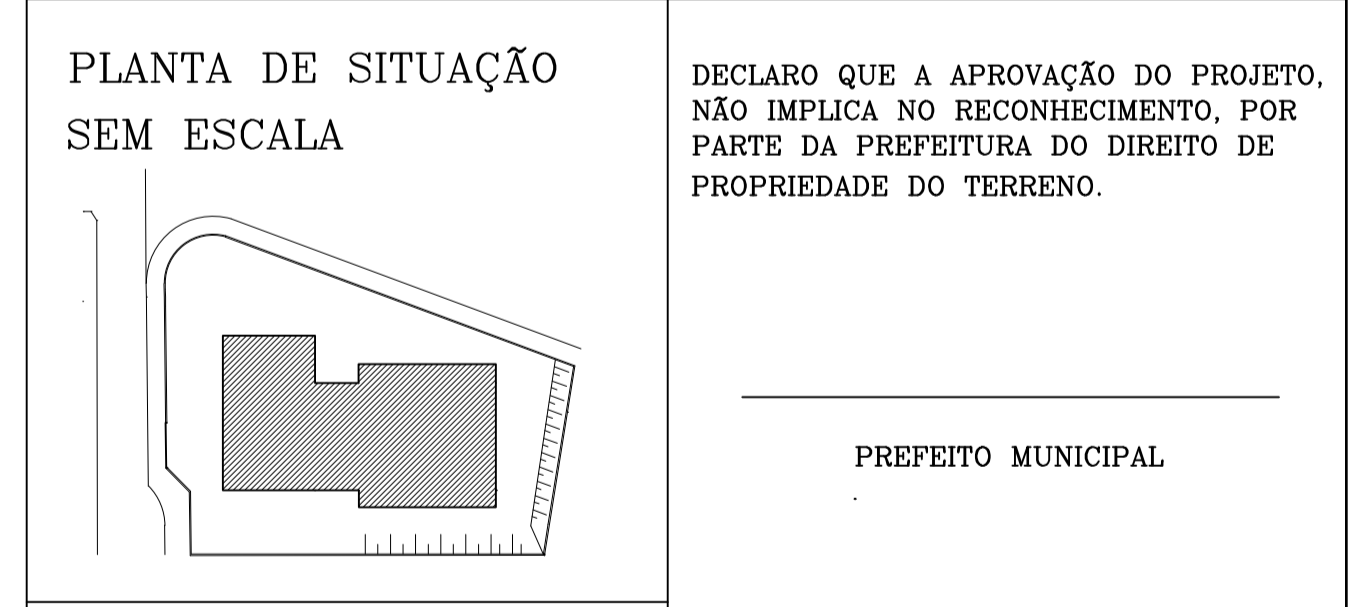 PLANTA DE SITUAÇÃO
SEM ESCALA
DECLARO QUE A APROVAÇÃO DO PROJETO,
NÃO IMPLICA NO RECONHECIMENTO, POR
PARTE DA PREFEITURA DO DIREITO DE
PROPRIEDADE DO TERRENO.
PREFEITO MUNICIPAL